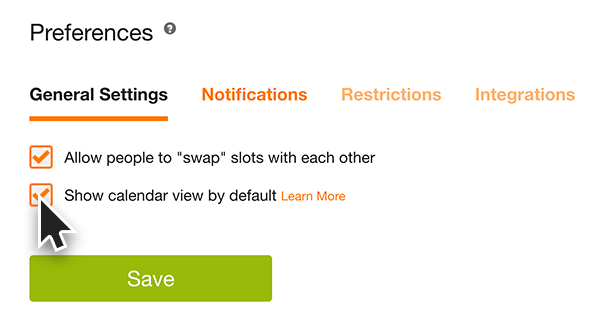 Preferences ?
General Settings Notifications Restrictions Integrations
Allow people to "swap" slots with each other
Show calendar view by default Learn More
Save